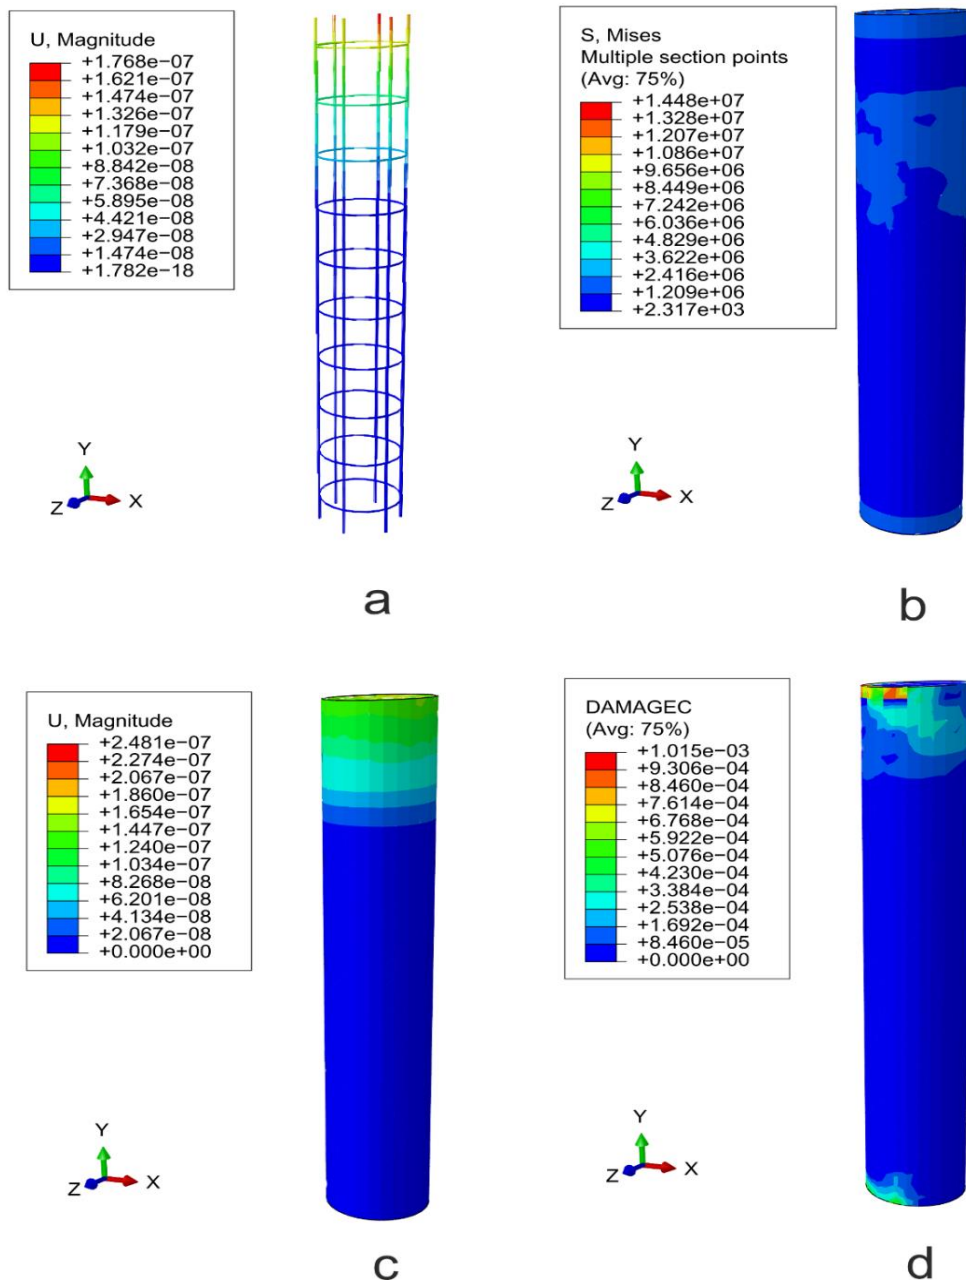 U, Magnitude
+1.768e−07
+1.621e−07
+1.474e−07
+1.326e−07
+1.179e−07
+1.032e−07
+8.842e−08
+7.368e−08
+5.895e−08
+4.421e−08
+2.947e−08
+1.474e−08
+1.782e−18
Y
Z
X
a
S, Mises
Multiple section points
(Avg: 75%)
+1.448e+07
+1.328e+07
+1.207e+07
+1.086e+07
+9.656e+06
+8.449e+06
+7.242e+06
+6.036e+06
+4.829e+06
+3.622e+06
+2.416e+06
+1.209e+06
+2.317e+03
Y
Z
X
b
U, Magnitude
+2.481e−07
+2.274e−07
+2.067e−07
+1.860e−07
+1.654e−07
+1.447e−07
+1.240e−07
+1.034e−07
+8.268e−08
+6.201e−08
+4.134e−08
+2.067e−08
+0.000e+00
Y
Z
X
c
DAMAGEC
(Avg: 75%)
+1.015e−03
+9.306e−04
+8.460e−04
+7.614e−04
+6.768e−04
+5.922e−04
+5.076e−04
+4.230e−04
+3.384e−04
+2.538e−04
+1.692e−04
+8.460e−05
+0.000e+00
Y
Z
X
d